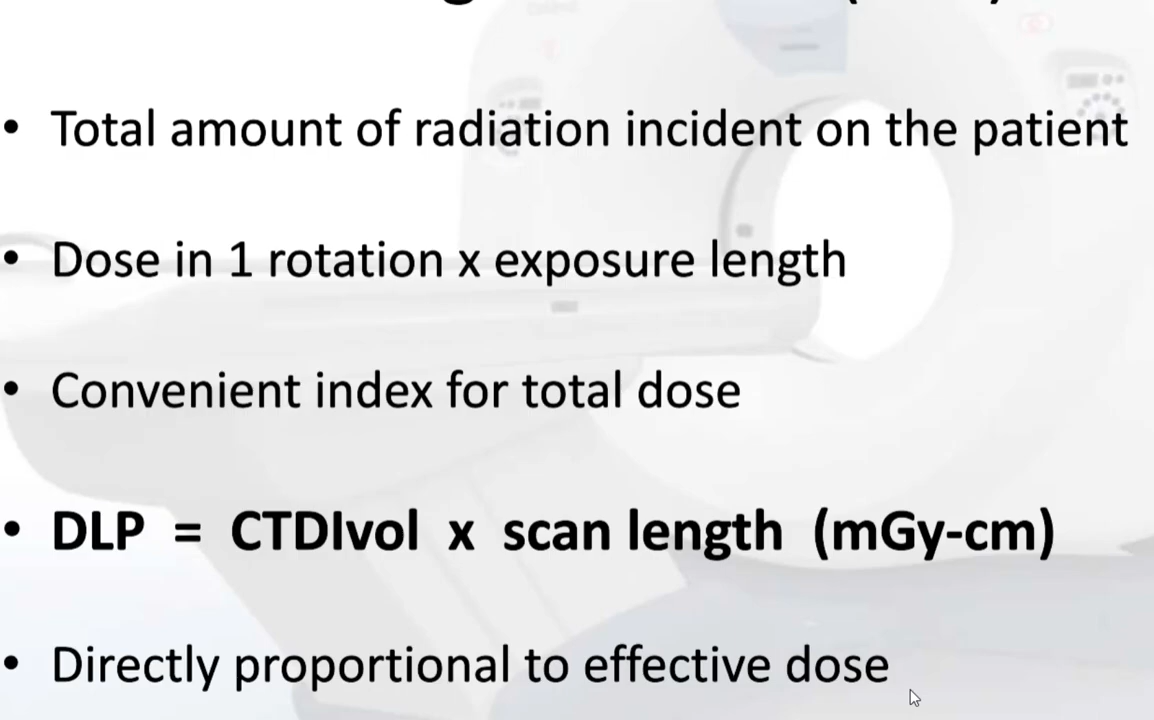 • Total amount of radiation incident on the patient
• Dose in 1 rotation x exposure length
• Convenient index for total dose
• DLP = CTDIvol x scan length (mGy-cm)
• Directly proportional to effective dose